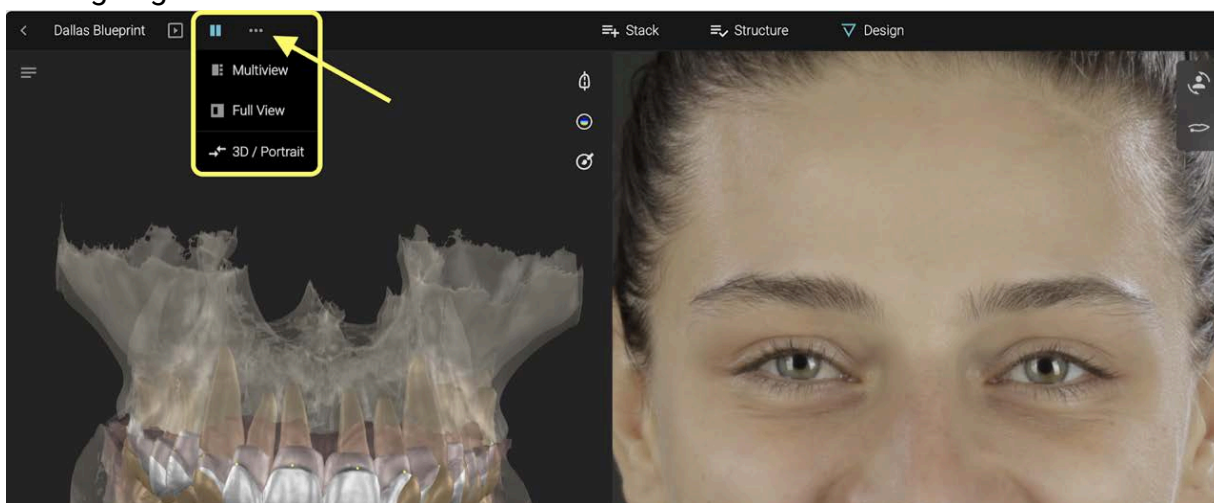 Dallas Blueprint
Stack
Structure
Design
Multiview
Full View
3D / Portrait